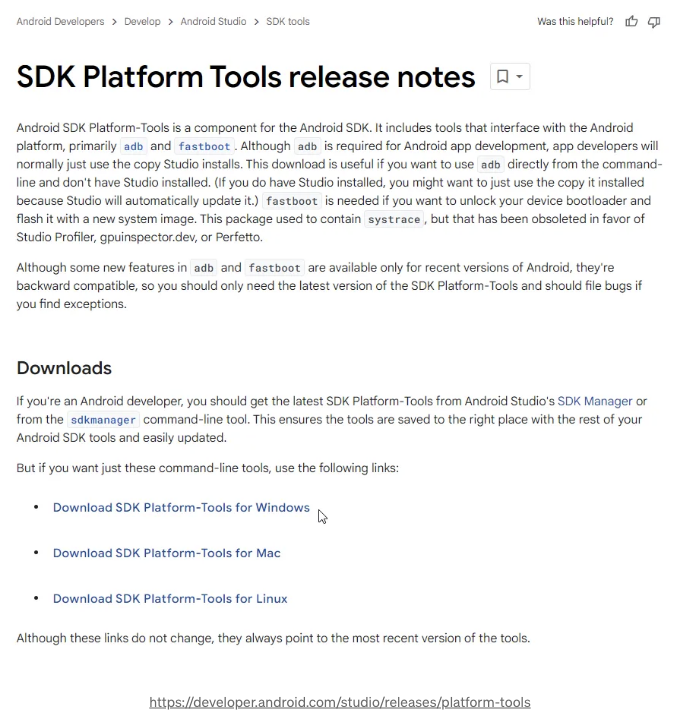 Android Developers > Develop > Android Studio > SDK tools
Was this helpful?
SDK Platform Tools release notes
Android SDK Platform-Tools is a component for the Android SDK. It includes tools that interface with the Android
platform, primarily adb and fastboot. Although adb is required for Android app development, app developers will
normally just use the copy Studio installs. This download is useful if you want to use adb directly from the command-
line and don't have Studio installed. (If you do have Studio installed, you might want to just use the copy it installed
because Studio will automatically update it.) fastboot is needed if you want to unlock your device bootloader and
flash it with a new system image. This package used to contain systrace, but that has been obsoleted in favor of
Studio Profiler, gpuinspector.dev, or Perfetto.
Although some new features in adb and fastboot are available only for recent versions of Android, they're
backward compatible, so you should only need the latest version of the SDK Platform-Tools and should file bugs if
you find exceptions.
Downloads
If you're an Android developer, you should get the latest SDK Platform-Tools from Android Studio's SDK Manager or
from the sdkmanager command-line tool. This ensures the tools are saved to the right place with the rest of your
Android SDK tools and easily updated.
But if you want just these command-line tools, use the following links:
• Download SDK Platform-Tools for Windows
• Download SDK Platform-Tools for Mac
• Download SDK Platform-Tools for Linux
Although these links do not change, they always point to the most recent version of the tools.
https://developer.android.com/studio/releases/platform-tools